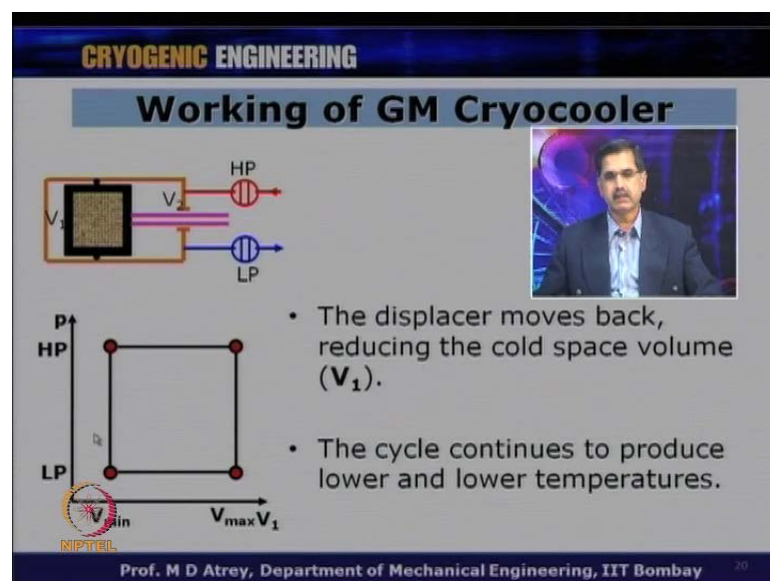 CRYOGENIC ENGINEERING
Working of GM Cryocooler
HP
V2
V1
LP
p
HP
LP
Vmin
Vmax V1
• The displacer moves back,
reducing the cold space volume
(V1).
• The cycle continues to produce
lower and lower temperatures.
NPTEL
Prof. M D Atrey, Department of Mechanical Engineering, IIT Bombay 20